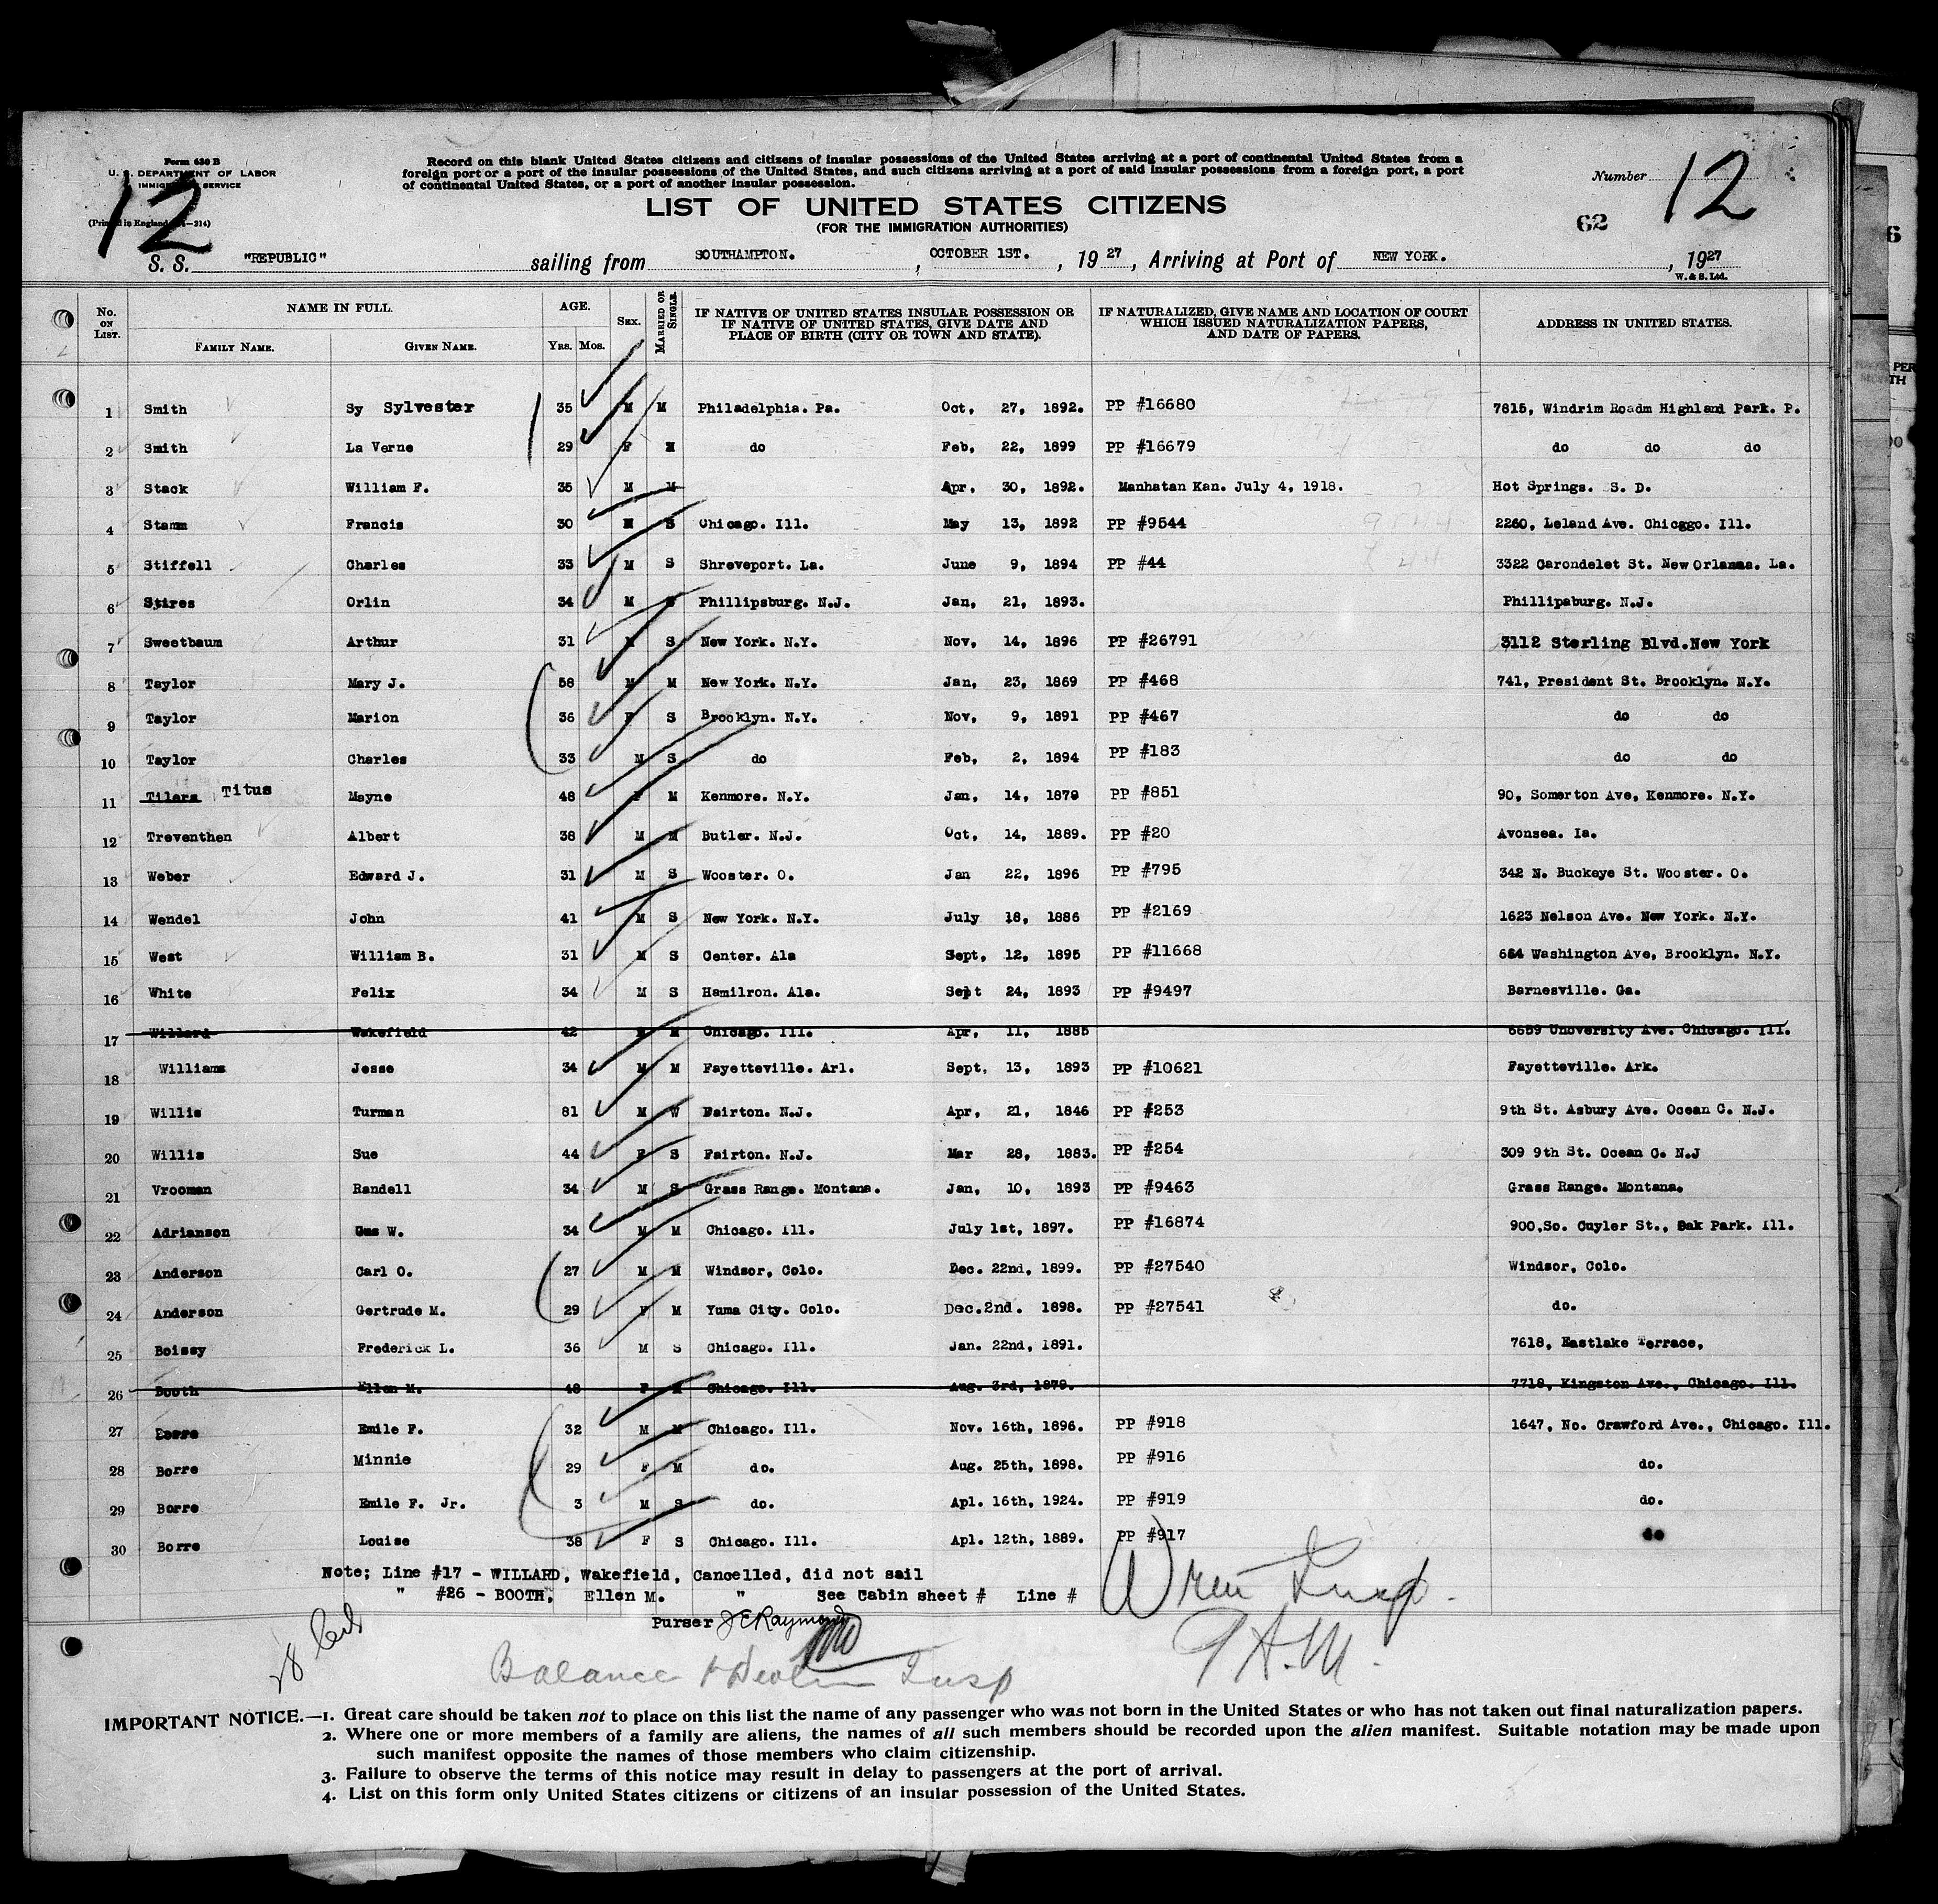 Form 630 B
U. S. DEPARTMENT OF LABOR
IMMIGRATION SERVICE
(Printed in England —214)
12
Record on this blank United States citizens and citizens of insular possessions of the United States arriving at a port of continental United States from a
foreign port or a port of the insular possessions of the United States, and such citizens arriving at a port of said insular possessions from a foreign port, a port
of continental United States, or a port of another insular possession.
Number 12
LIST OF UNITED STATES CITIZENS
(FOR THE IMMIGRATION AUTHORITIES)
62
S. S. "REPUBLIC" sailing from SOUTHAMPTON. , OCTOBER 1ST. , 19 27 , Arriving at Port of NEW YORK. , 1927
W. & S. Ltd.
No. ON LIST. NAME IN FULL. FAMILY NAME. GIVEN NAME. AGE. YRS. MOS. SEX. MARRIED OR SINGLE. IF NATIVE OF UNITED STATES INSULAR POSSESSION OR IF NATIVE OF UNITED STATES, GIVE DATE AND PLACE OF BIRTH (CITY OR TOWN AND STATE). IF NATURALIZED, GIVE NAME AND LOCATION OF COURT WHICH ISSUED NATURALIZATION PAPERS, AND DATE OF PAPERS. ADDRESS IN UNITED STATES.
1 Smith Sy Sylvester 35 M M Philadelphia. Pa. Oct, 27, 1892. PP #16680 7815, Windrim Roadm Highland Park. P.
2 Smith La Verne 29 F M do Feb, 22, 1899 PP #16679 do do do
3 Stack William F. 35 M M Apr, 30, 1892. Manhatan Kan. July 4, 1918. Hot Springs. S. D.
4 Stamm Francis 30 M S Chicago. Ill. May 13, 1892 PP #9544 2260, Leland Ave. Chicago. Ill.
5 Stiffell Charles 33 M S Shreveport. La. June 9, 1894 PP #44 3322 Carondelet St. New Orlanas. La.
6 Stires Orlin 34 M S Phillipsburg. N.J. Jan, 21, 1893. Phillipsburg. N.J.
7 Sweetbaum Arthur 31 M S New York. N.Y. Nov, 14, 1896 PP #26791 3112 Sterling Blvd.New York
8 Taylor Mary J. 58 M M New York. N.Y. Jan, 23, 1869 PP #468 741, President St. Brooklyn. N.Y.
9 Taylor Marion 36 F S Brooklyn. N.Y. Nov, 9, 1891 PP #467 do do
10 Taylor Charles 33 M S do Feb, 2, 1894 PP #183 do do
11 Tilara Titus Mayne 48 F M Kenmore. N.Y. Jan, 14, 1879 PP #851 90, Somerton Ave, Kenmore. N.Y.
12 Treventhen Albert 38 M M Butler. N.J. Oct, 14, 1889. PP #20 Avonsea. Ia.
13 Weber Edward J. 31 M S Wooster. O. Jan 22, 1896 PP #795 342 N. Buckeye St. Wooster. O.
14 Wendel John 41 M S New York. N.Y. July 18, 1886 PP #2169 1623 Nelson Ave. New York. N.Y.
15 West William B. 31 M S Center. Ala Sept, 12, 1895 PP #11668 684 Washington Ave, Brooklyn. N.Y.
16 White Felix 34 M S Hamilron. Ala. Sept 24, 1893 PP #9497 Barnesville. Ga.
17 Willard Wakefield 42 M Chicago. Ill. Apr, 11, 1885 6659 Unoversity Ave. Chicago. Ill.
18 Williams Jesse 34 M M Fayetteville. Arl. Sept, 13, 1893 PP #10621 Fayetteville. Ark.
19 Willis Turman 81 M W Fairton. N.J. Apr, 21, 1846 PP #253 9th St. Asbury Ave. Ocean C. N.J.
20 Willis Sue 44 F S Fairton. N.J. Mar 28, 1883. PP #254 309 9th St. Ocean C. N.J
21 Vrooman Randell 34 M S Grass Range. Montana. Jan, 10, 1893 PP #9463 Grass Range. Montana.
22 Adrianson Gus W. 34 M M Chicago. Ill. July 1st, 1897. PP #16874 900,So. Cuyler St., Oak Park. Ill.
23 Anderson Carl O. 27 M M Windsor, Colo. Dec. 22nd, 1899. PP #27540 Windsor, Colo.
24 Anderson Gertrude M. 29 F M Yuma City. Colo. Dec.2nd. 1898. PP #27541 do.
25 Boissy Frederick L. 36 M S Chicago. Ill. Jan. 22nd, 1891. 7618, Eastlake Terrace,
26 Booth Ellen M. 48 F M Chicago. Ill. Aug. 3rd, 1879. 7718, Kingston Ave., Chicago. Ill.
27 Borre Emile F. 32 M M Chicago. Ill. Nov. 16th, 1896. PP #918 1647, No. Crawford Ave., Chicago. Ill.
28 Borre Minnie 29 F M do. Aug. 25th, 1898. PP #916 do.
29 Borre Emile F. Jr. 3 M S do. Apl. 16th, 1924. PP #919 do.
30 Borre Louise 38 F S Chicago. Ill. Apl. 12th, 1889. PP #917 do
Note; Line #17 - WILLARD, Wakefield, Cancelled, did not sail
" #26 - BOOTH, Ellen M. " See Cabin sheet # Line #
Purser J E Raymond
Wren Insp.
P.A.M.
28
Balance Insp
IMPORTANT NOTICE.—1. Great care should be taken not to place on this list the name of any passenger who was not born in the United States or who has not taken out final naturalization papers.
2. Where one or more members of a family are aliens, the names of all such members should be recorded upon the alien manifest. Suitable notation may be made upon
such manifest opposite the names of those members who claim citizenship.
3. Failure to observe the terms of this notice may result in delay to passengers at the port of arrival.
4. List on this form only United States citizens or citizens of an insular possession of the United States.